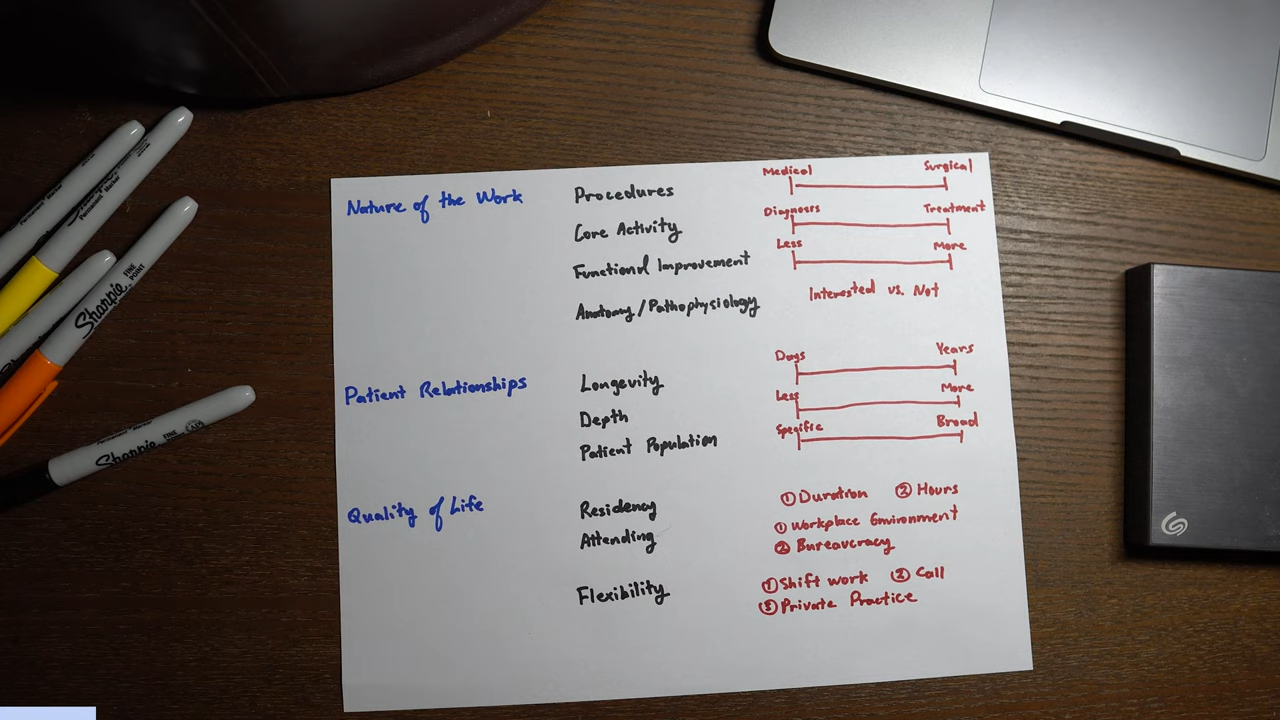 Medical Surgical
Nature of the Work Procedures
Diagnosis Treatment
Core Activity
Less More
Functional Improvement
Anatomy/Pathophysiology Interested vs. Not
Days Years
Patient Relationships Longevity
Less More
Depth
Specific Broad
Patient Population
Quality of Life Residency ① Duration ② Hours
Attending ① Workplace Environment
② Bureaucracy
Flexibility ① Shift work ② Call
③ Private Practice
Sharpie FINE POINT
Sharpie
Permanent Marker